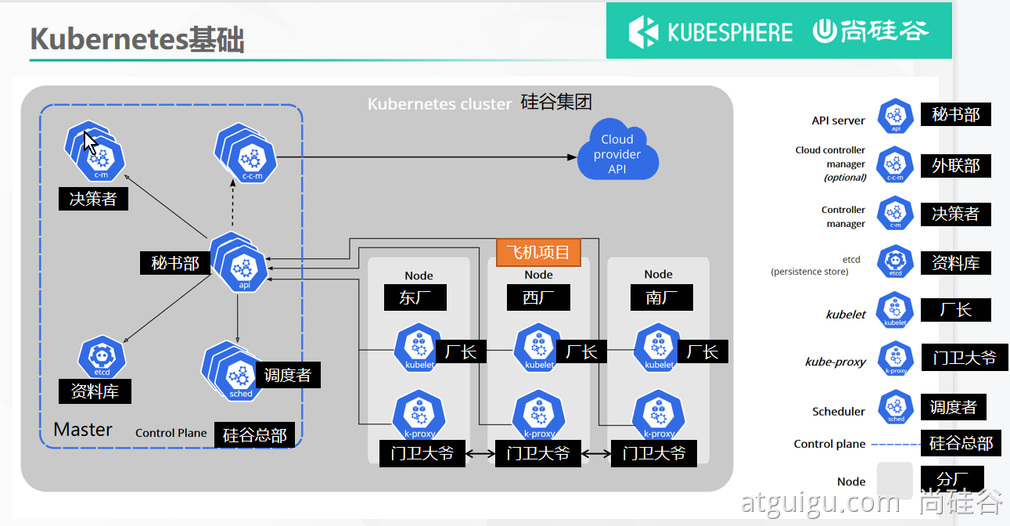 Kubernetes基础
KUBESPHERE 尚硅谷
Kubernetes cluster 硅谷集团
c-m
决策者
c-c-m
Cloud
provider
API
秘书部
api
飞机项目
etcd
资料库
sched
调度者
Master
Control Plane
硅谷总部
Node
东厂
kubelet
厂长
k-proxy
门卫大爷
Node
西厂
kubelet
厂长
k-proxy
门卫大爷
Node
南厂
kubelet
厂长
k-proxy
门卫大爷
API server
api
秘书部
Cloud controller
manager
(optional)
c-c-m
外联部
Controller
manager
c-m
决策者
etcd
(persistence store)
etcd
资料库
kubelet
kubelet
厂长
kube-proxy
k-proxy
门卫大爷
Scheduler
sched
调度者
Control plane
硅谷总部
Node
分厂
atguigu.com 尚硅谷